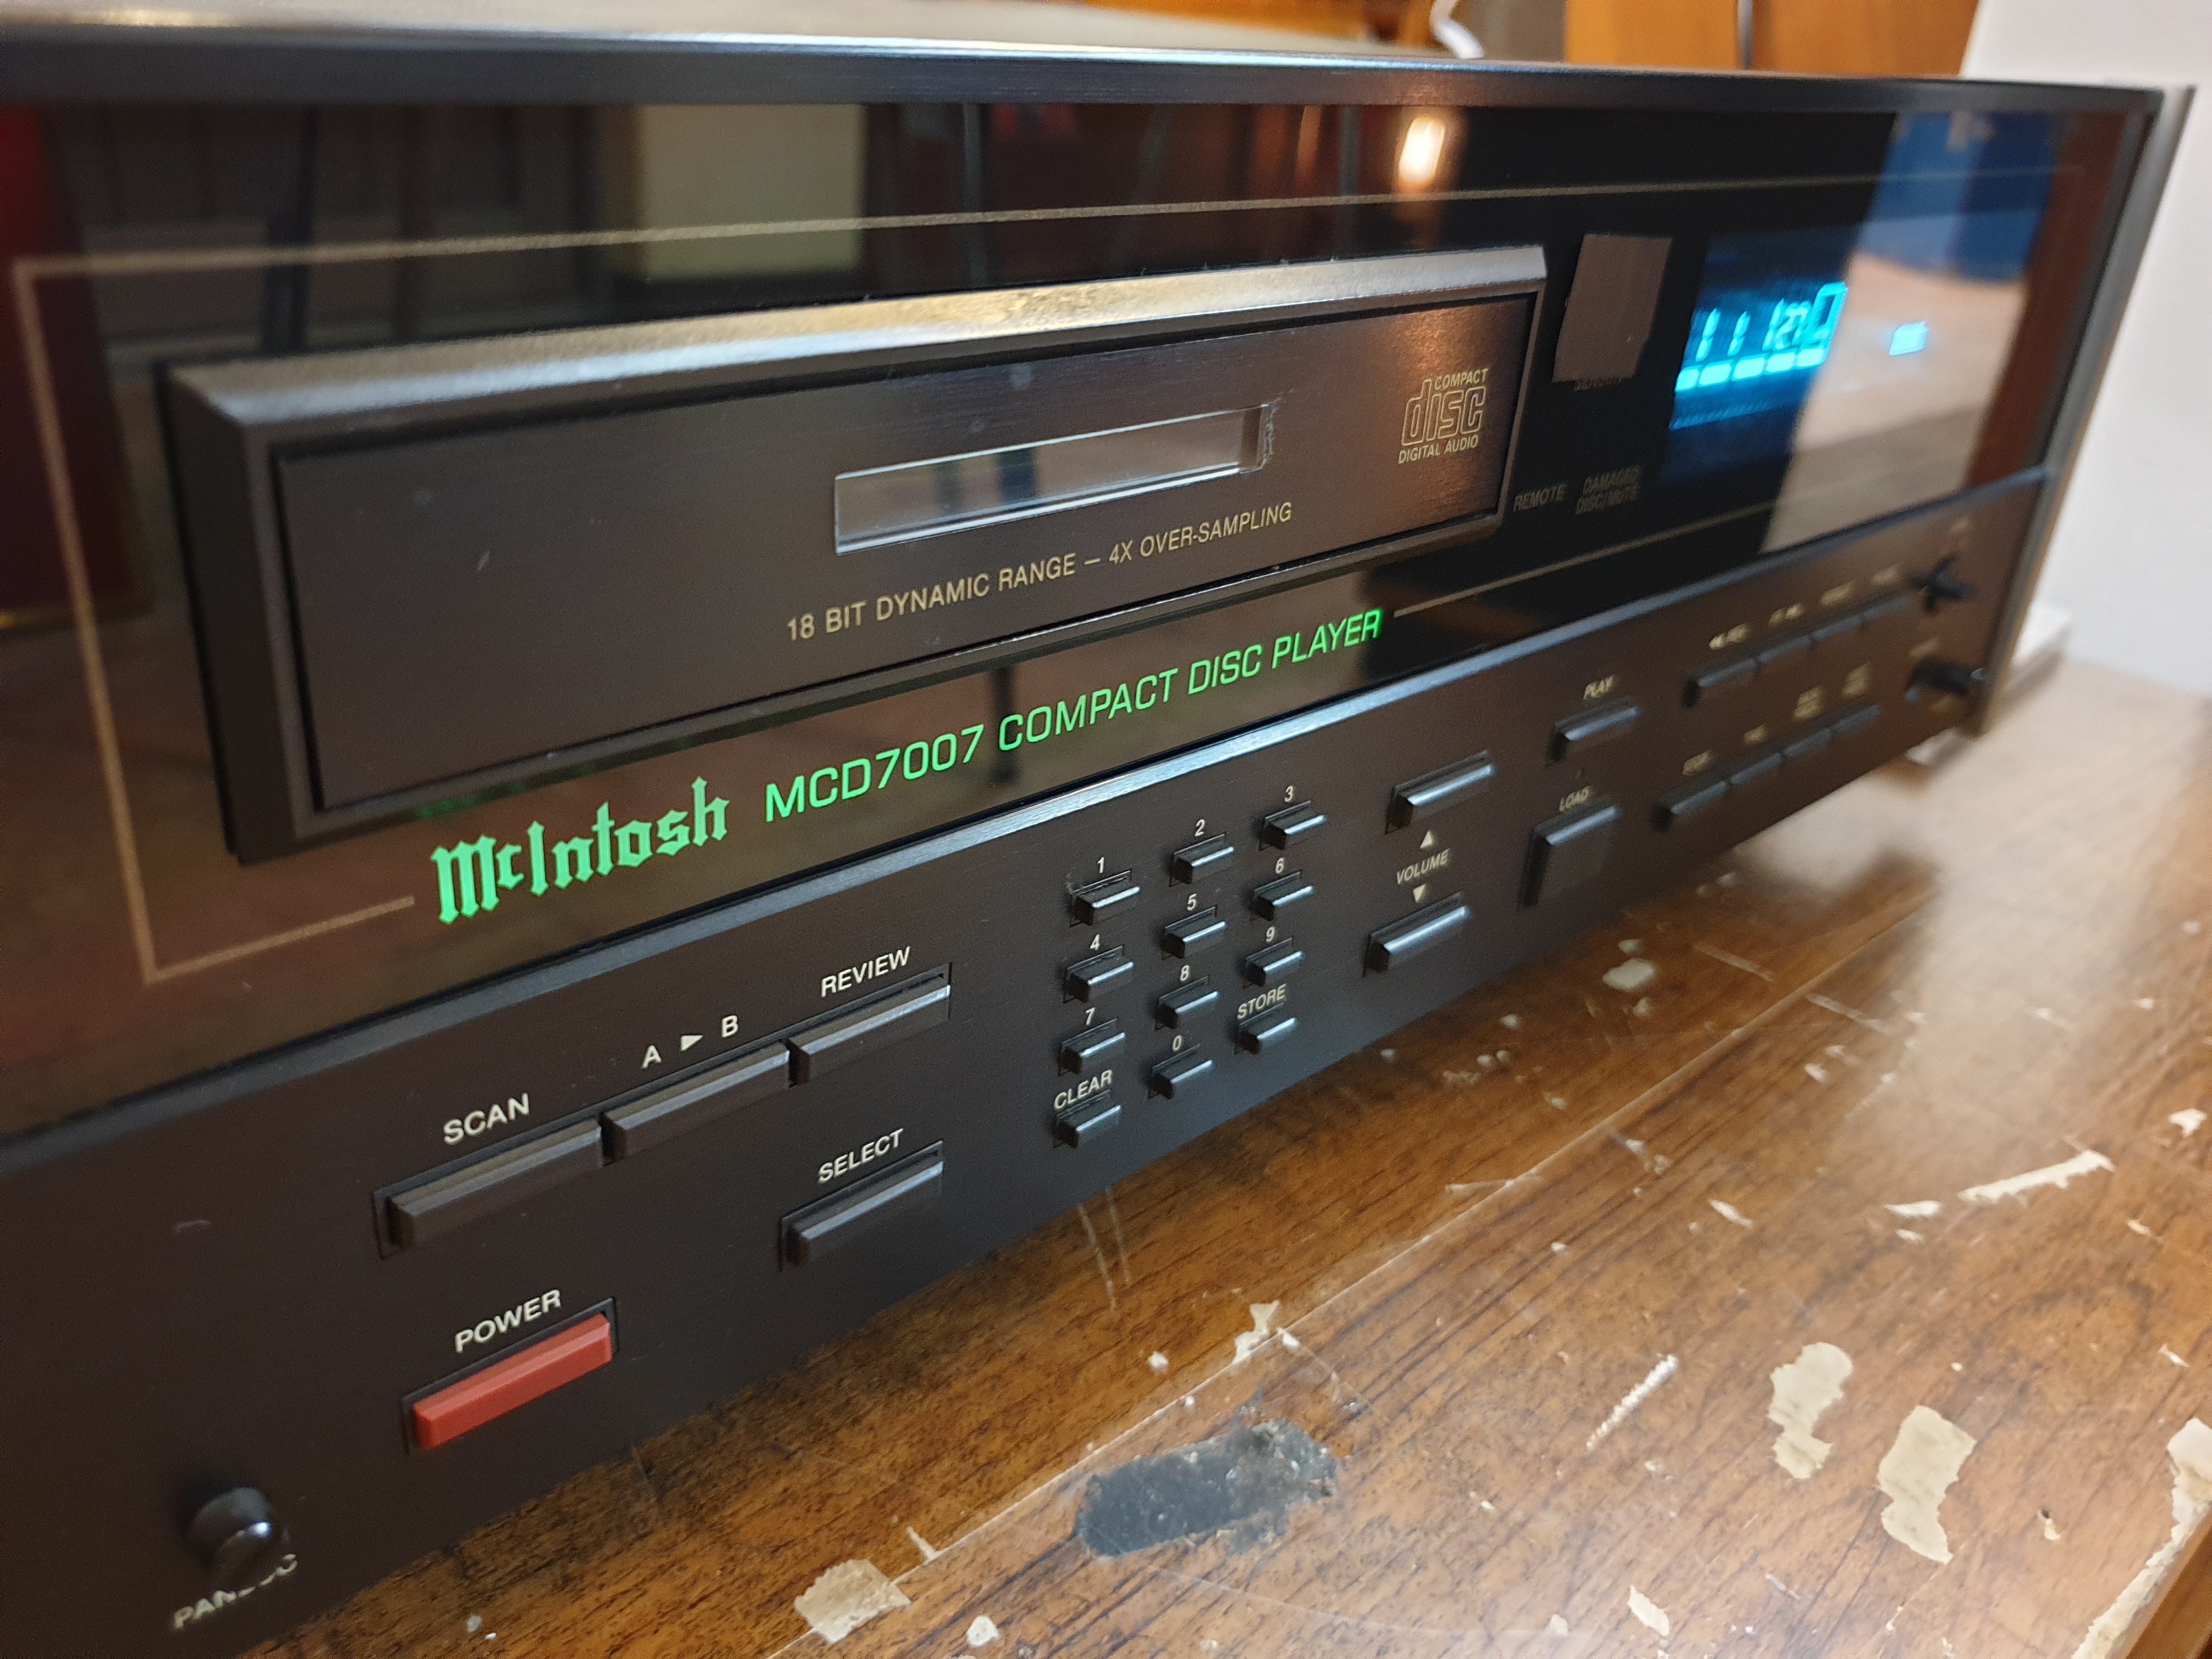 COMPACT
disc
DIGITAL AUDIO
18 BIT DYNAMIC RANGE – 4X OVER-SAMPLING
REMOTE
DAMAGED
DISC/MUTE
McIntosh MCD7007 COMPACT DISC PLAYER
SCAN
A ► B
REVIEW
SELECT
POWER
1 2 3
4 5 6
7 8 9
CLEAR 0 STORE
▲
VOLUME
▼
PLAY
LOAD
STOP